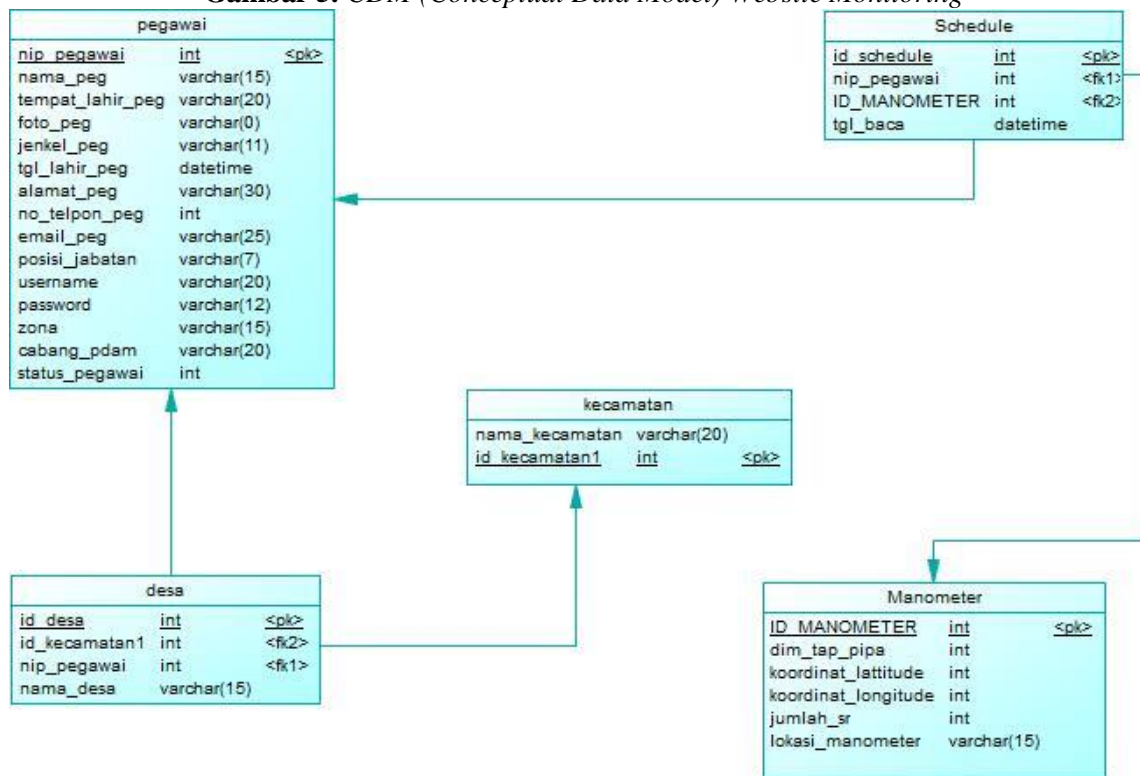 Gambar 3. CDM (Conceptual Data Model) Website Monitoring
pegawai
nip_pegawai int <pk>
nama_peg varchar(15)
tempat_lahir_peg varchar(20)
foto_peg varchar(0)
jenkel_peg varchar(11)
tgl_lahir_peg datetime
alamat_peg varchar(30)
no_telpon_peg int
email_peg varchar(25)
posisi_jabatan varchar(7)
username varchar(20)
password varchar(12)
zona varchar(15)
cabang_pdam varchar(20)
status_pegawai int
Schedule
id_schedule int <pk>
nip_pegawai int <fk1>
ID_MANOMETER int <fk2>
tgl_baca datetime
kecamatan
nama_kecamatan varchar(20)
id_kecamatan1 int <pk>
desa
id_desa int <pk>
id_kecamatan1 int <fk2>
nip_pegawai int <fk1>
nama_desa varchar(15)
Manometer
ID_MANOMETER int <pk>
dim_tap_pipa int
koordinat_lattitude int
koordinat_longitude int
jumlah_sr int
lokasi_manometer varchar(15)